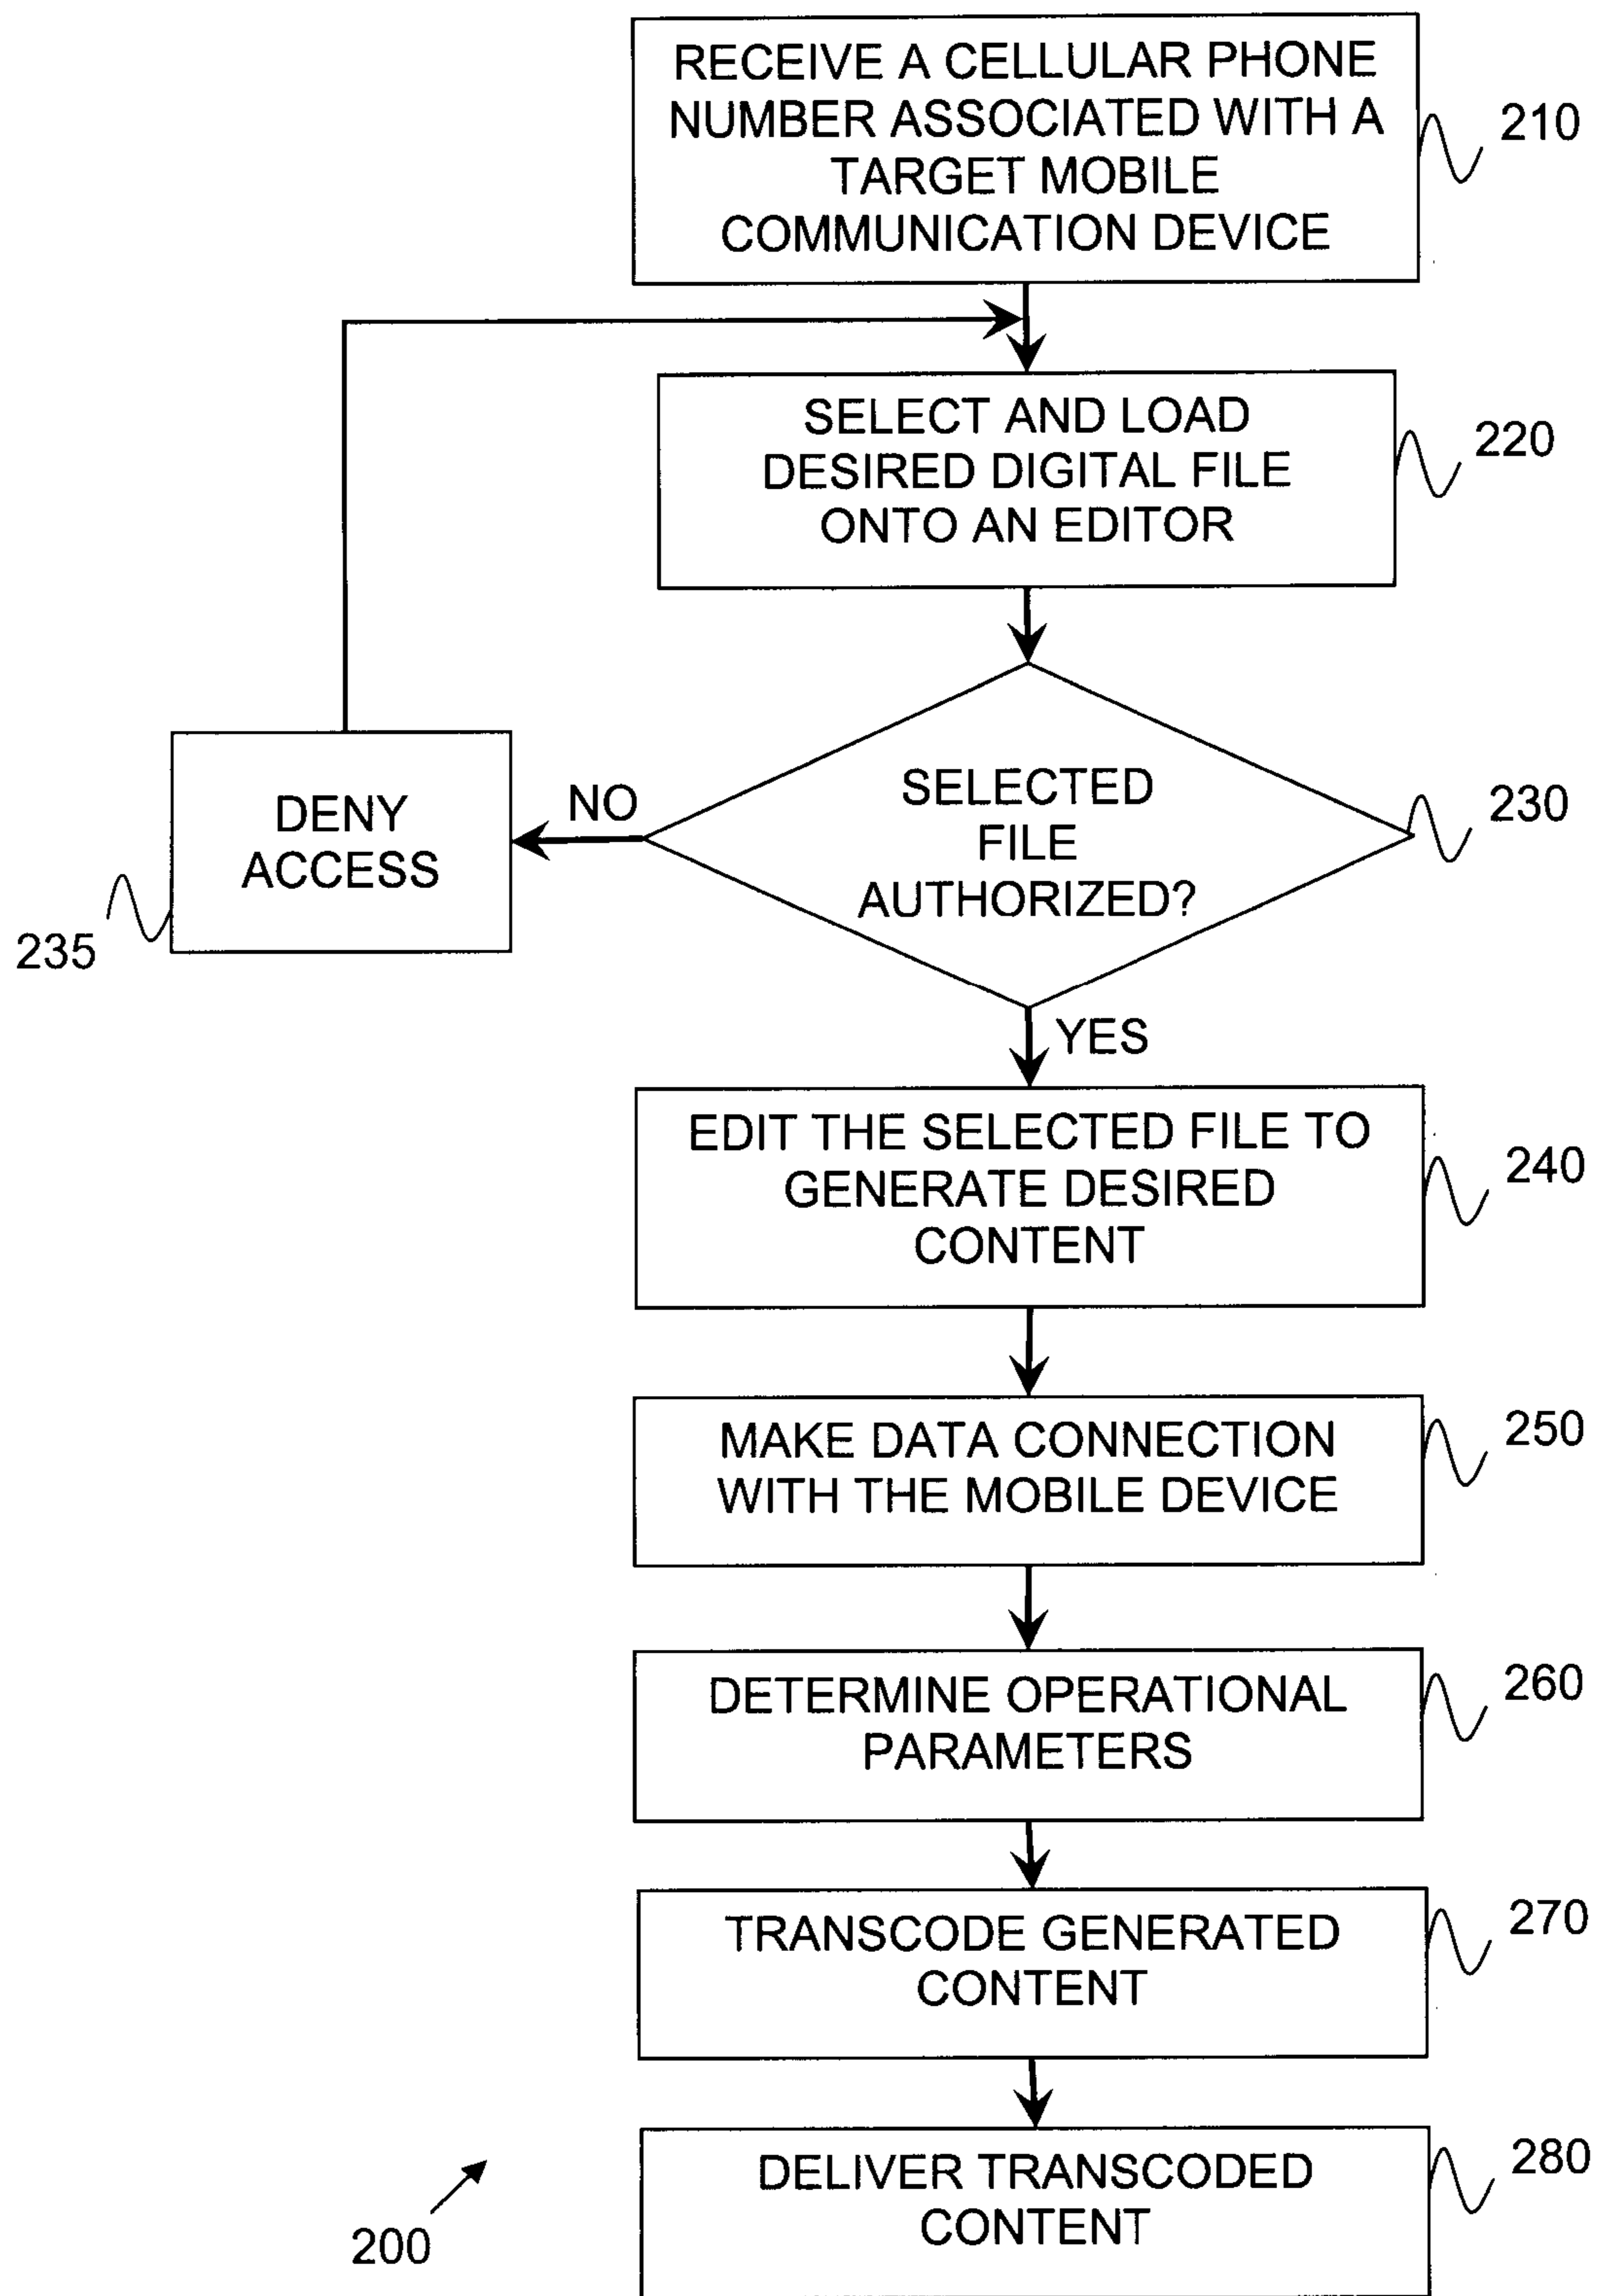 RECEIVE A CELLULAR PHONE
NUMBER ASSOCIATED WITH A
TARGET MOBILE
COMMUNICATION DEVICE
210
SELECT AND LOAD
DESIRED DIGITAL FILE
ONTO AN EDITOR
220
SELECTED
FILE
AUTHORIZED?
230
NO
DENY
ACCESS
235
YES
EDIT THE SELECTED FILE TO
GENERATE DESIRED
CONTENT
240
MAKE DATA CONNECTION
WITH THE MOBILE DEVICE
250
DETERMINE OPERATIONAL
PARAMETERS
260
TRANSCODE GENERATED
CONTENT
270
DELIVER TRANSCODED
CONTENT
280
200